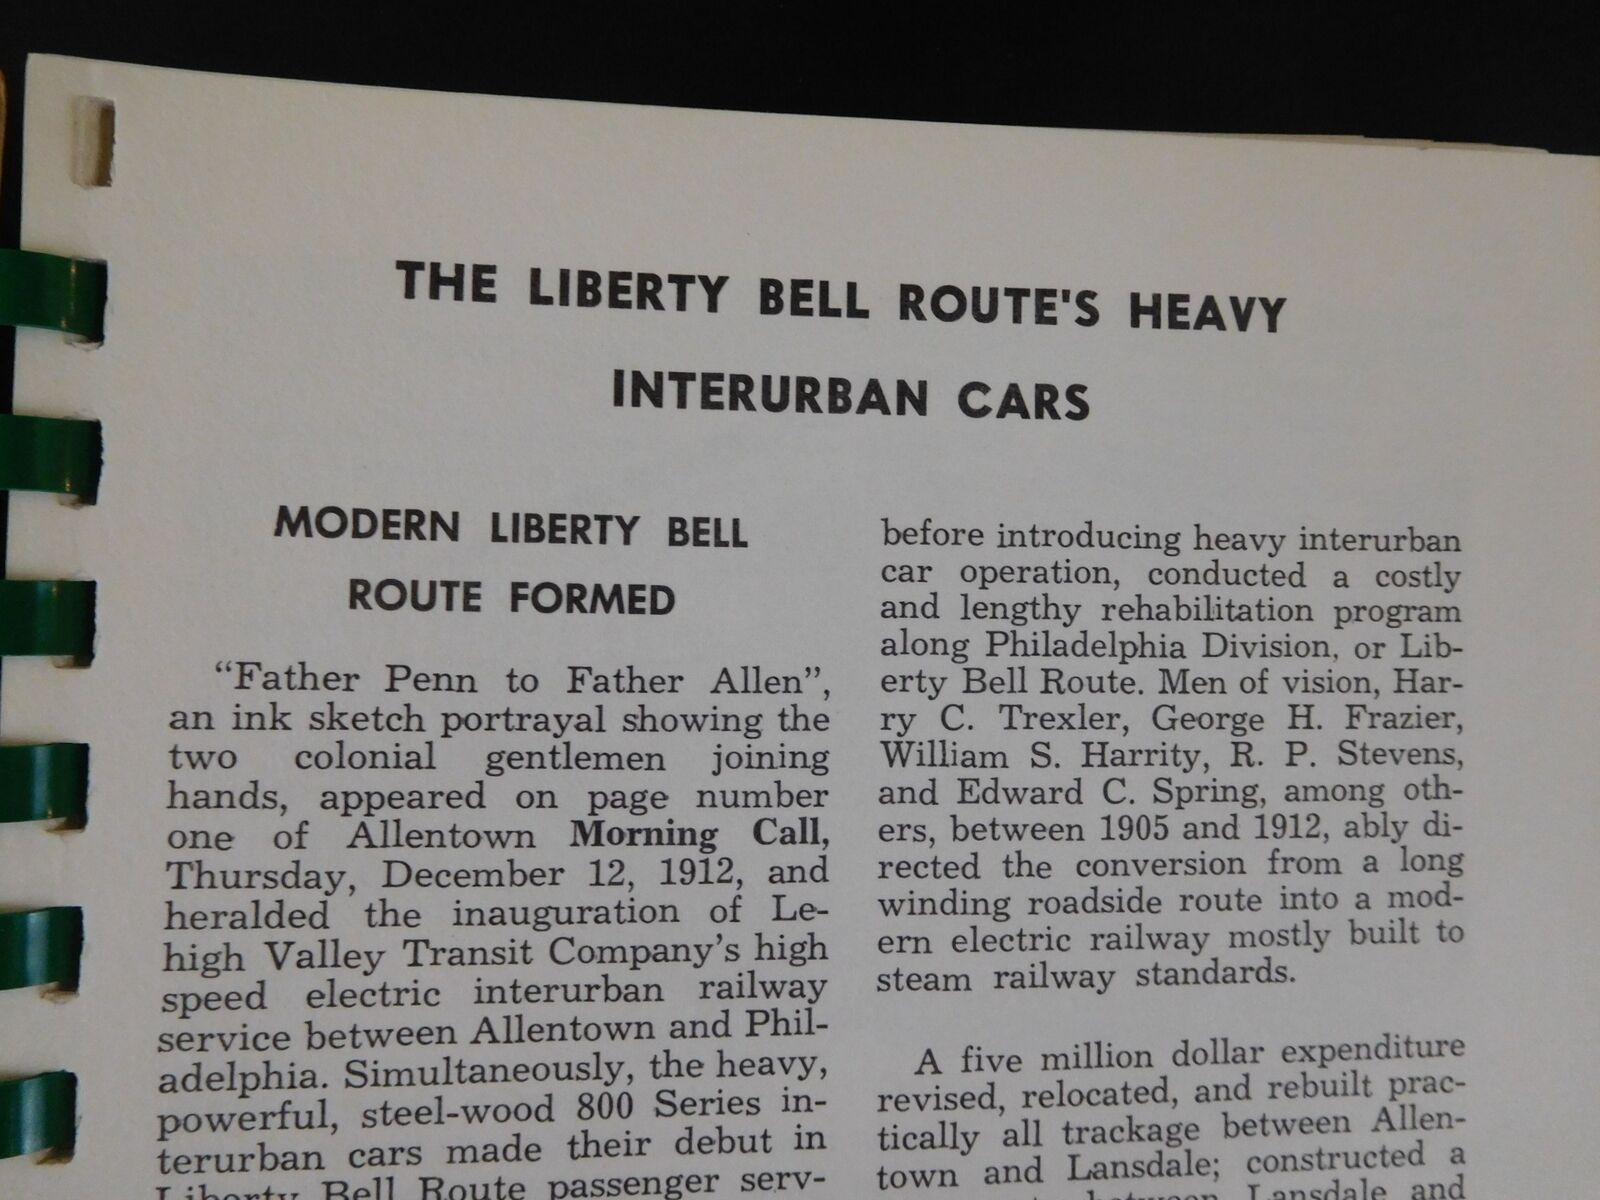 THE LIBERTY BELL ROUTE'S HEAVY
INTERURBAN CARS
MODERN LIBERTY BELL
ROUTE FORMED
“Father Penn to Father Allen”,
an ink sketch portrayal showing the
two colonial gentlemen joining
hands, appeared on page number
one of Allentown Morning Call,
Thursday, December 12, 1912, and
heralded the inauguration of Le-
high Valley Transit Company's high
speed electric interurban railway
service between Allentown and Phil-
adelphia. Simultaneously, the heavy,
powerful, steel-wood 800 Series in-
terurban cars made their debut in
Liberty Bell Route passenger serv-
before introducing heavy interurban
car operation, conducted a costly
and lengthy rehabilitation program
along Philadelphia Division, or Lib-
erty Bell Route. Men of vision, Har-
ry C. Trexler, George H. Frazier,
William S. Harrity, R. P. Stevens,
and Edward C. Spring, among oth-
ers, between 1905 and 1912, ably di-
rected the conversion from a long
winding roadside route into a mod-
ern electric railway mostly built to
steam railway standards.
A five million dollar expenditure
revised, relocated, and rebuilt prac-
tically all trackage between Allen-
town and Lansdale; constructed a
between Lansdale and